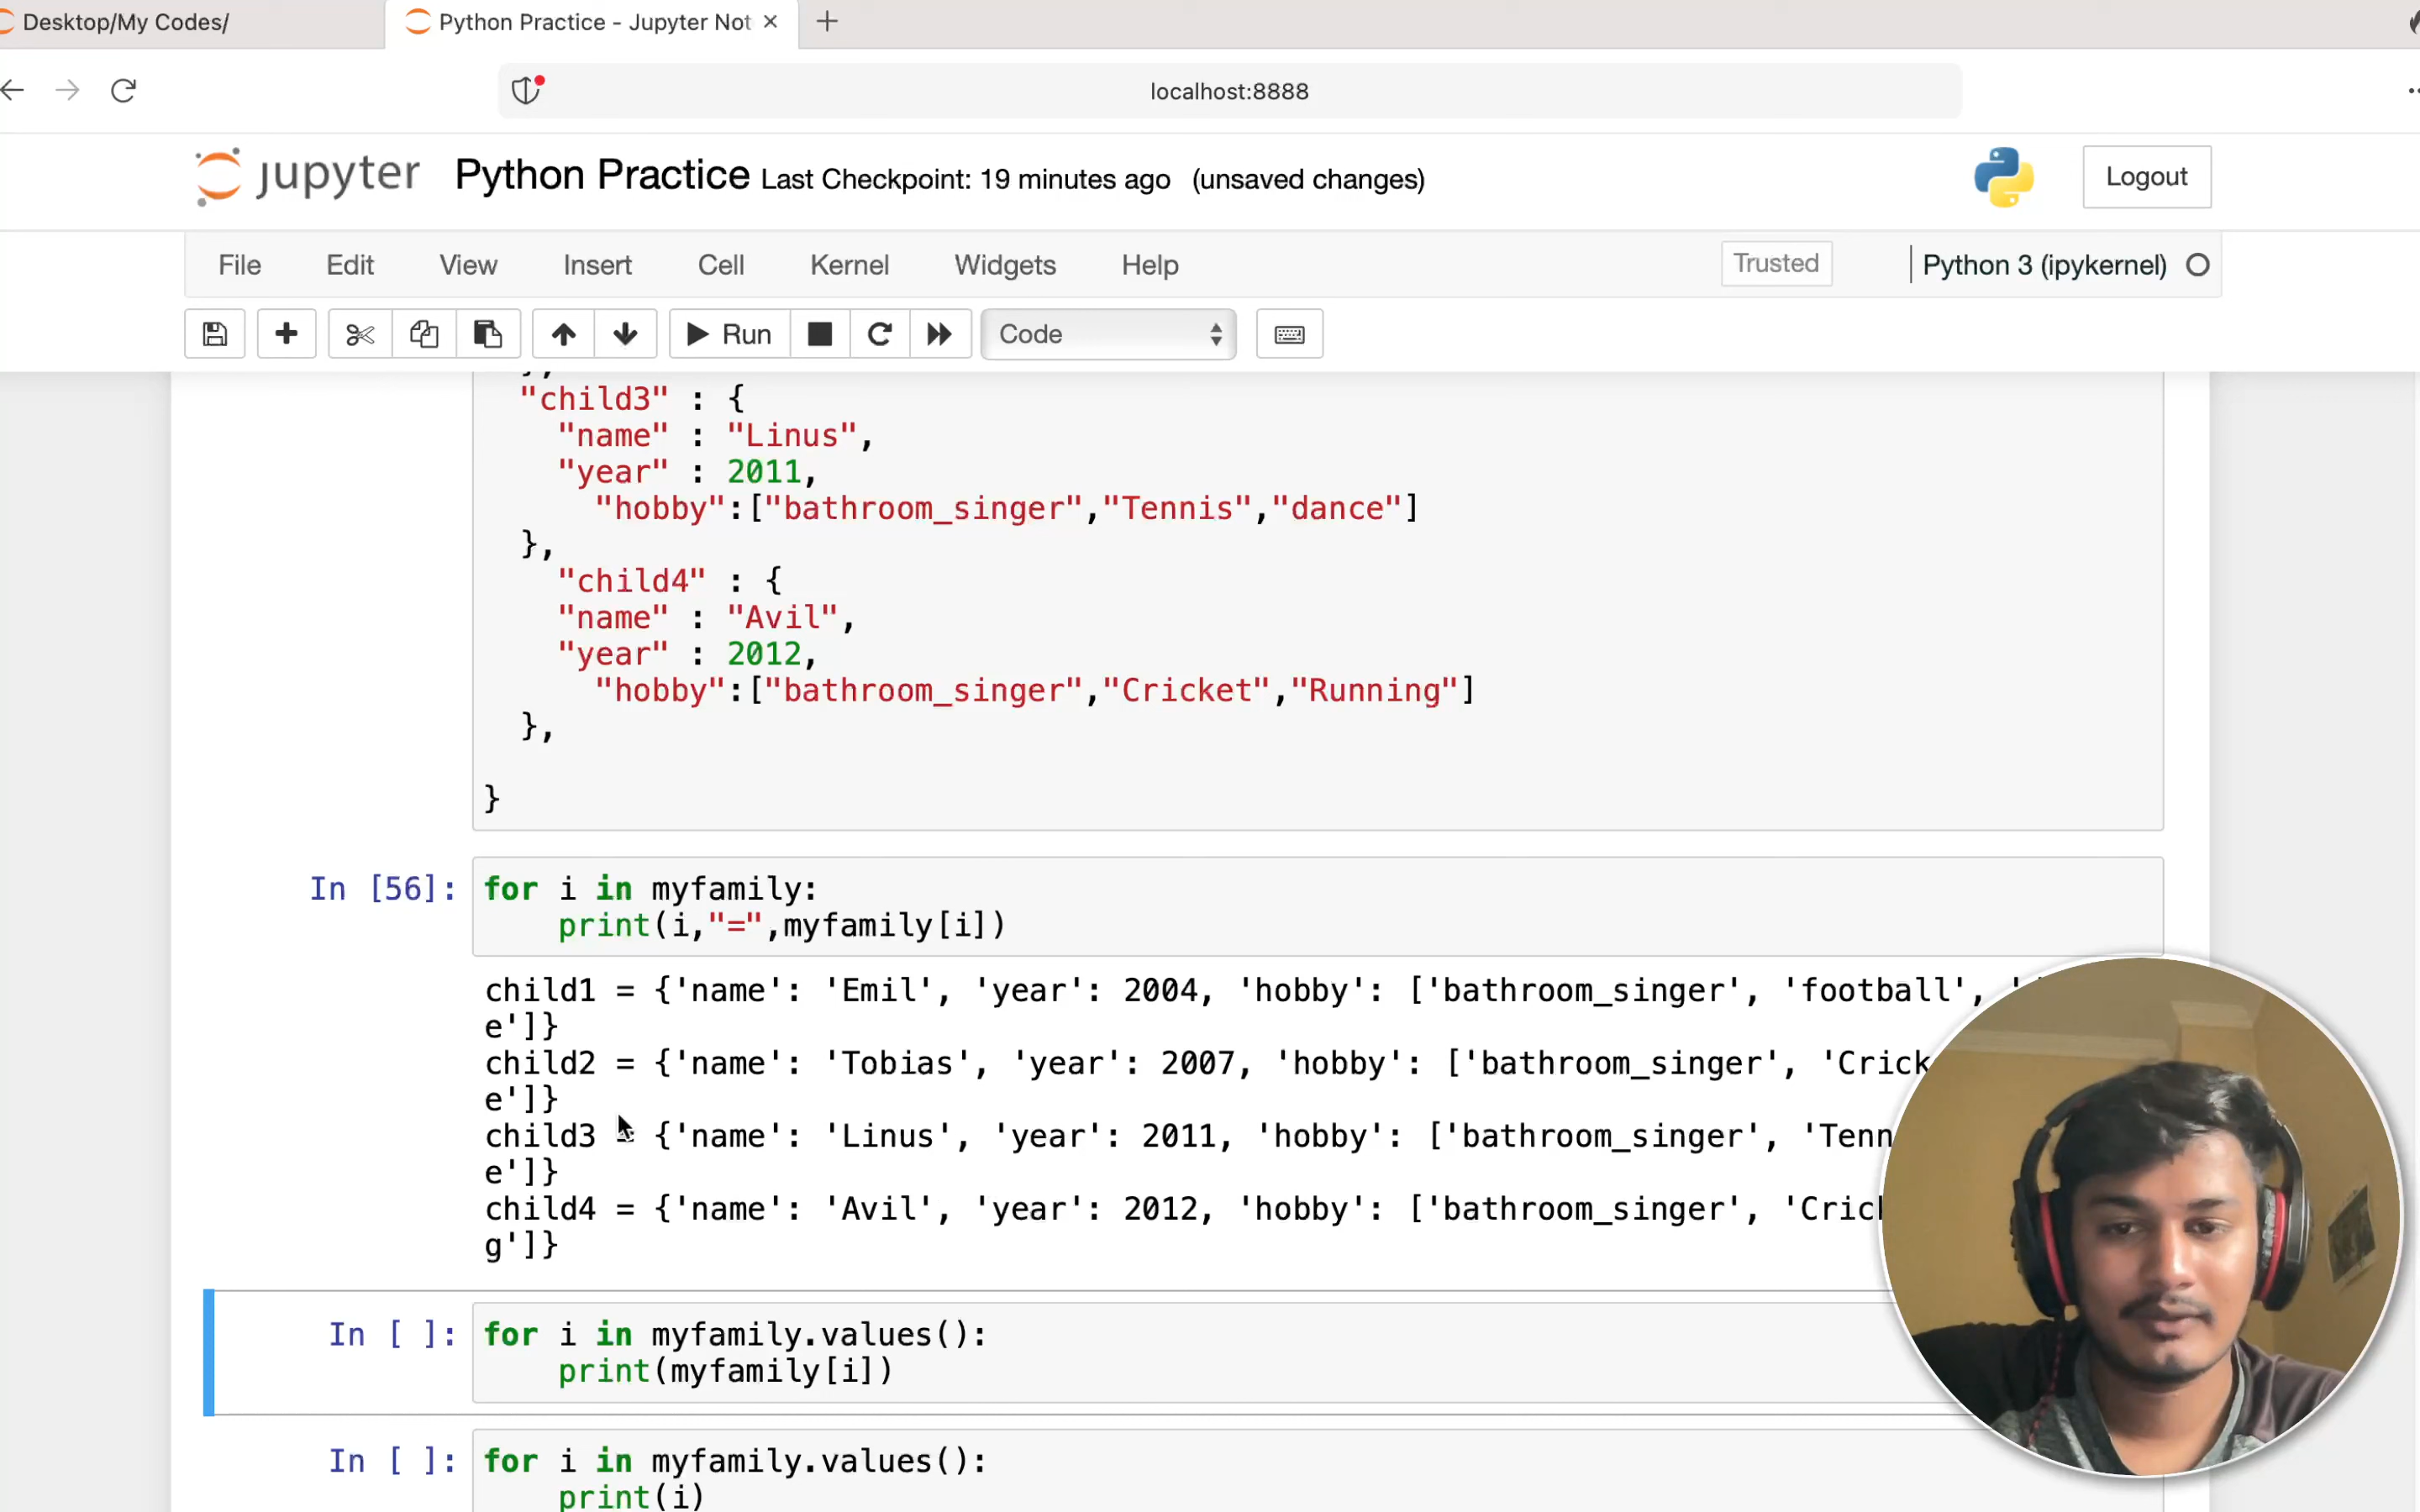 Desktop/My Codes/
Python Practice - Jupyter Not
localhost:8888
jupyter Python Practice Last Checkpoint: 19 minutes ago (unsaved changes)
Logout
File Edit View Insert Cell Kernel Widgets Help Trusted Python 3 (ipykernel)
Run Code
"child3" : {
"name" : "Linus",
"year" : 2011,
"hobby":["bathroom_singer","Tennis","dance"]
},
"child4" : {
"name" : "Avil",
"year" : 2012,
"hobby":["bathroom_singer","Cricket","Running"]
},
}
In [56]: for i in myfamily:
print(i,"=",myfamily[i])
child1 = {'name': 'Emil', 'year': 2004, 'hobby': ['bathroom_singer', 'football', '
e']}
child2 = {'name': 'Tobias', 'year': 2007, 'hobby': ['bathroom_singer', 'Crick
e']}
child3 = {'name': 'Linus', 'year': 2011, 'hobby': ['bathroom_singer', 'Tenn
e']}
child4 = {'name': 'Avil', 'year': 2012, 'hobby': ['bathroom_singer', 'Cric
g']}
In [ ]: for i in myfamily.values():
print(myfamily[i])
In [ ]: for i in myfamily.values():
print(i)